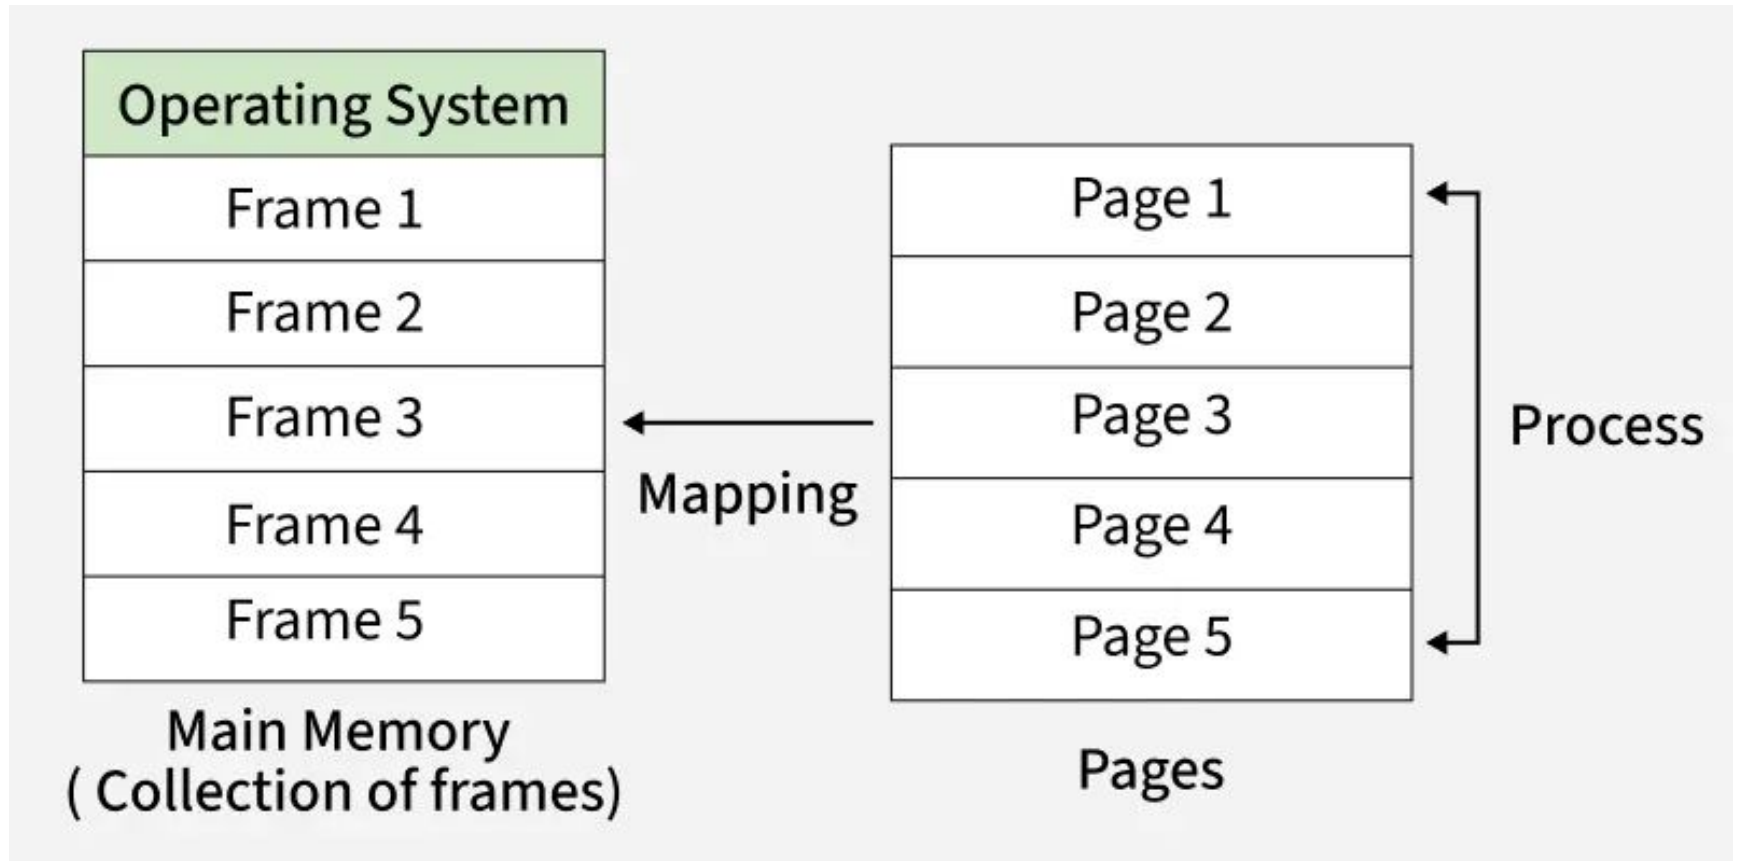 Operating System
Frame 1
Frame 2
Frame 3
Frame 4
Frame 5
Main Memory
( Collection of frames)
Mapping
Page 1
Page 2
Page 3
Page 4
Page 5
Pages
Process